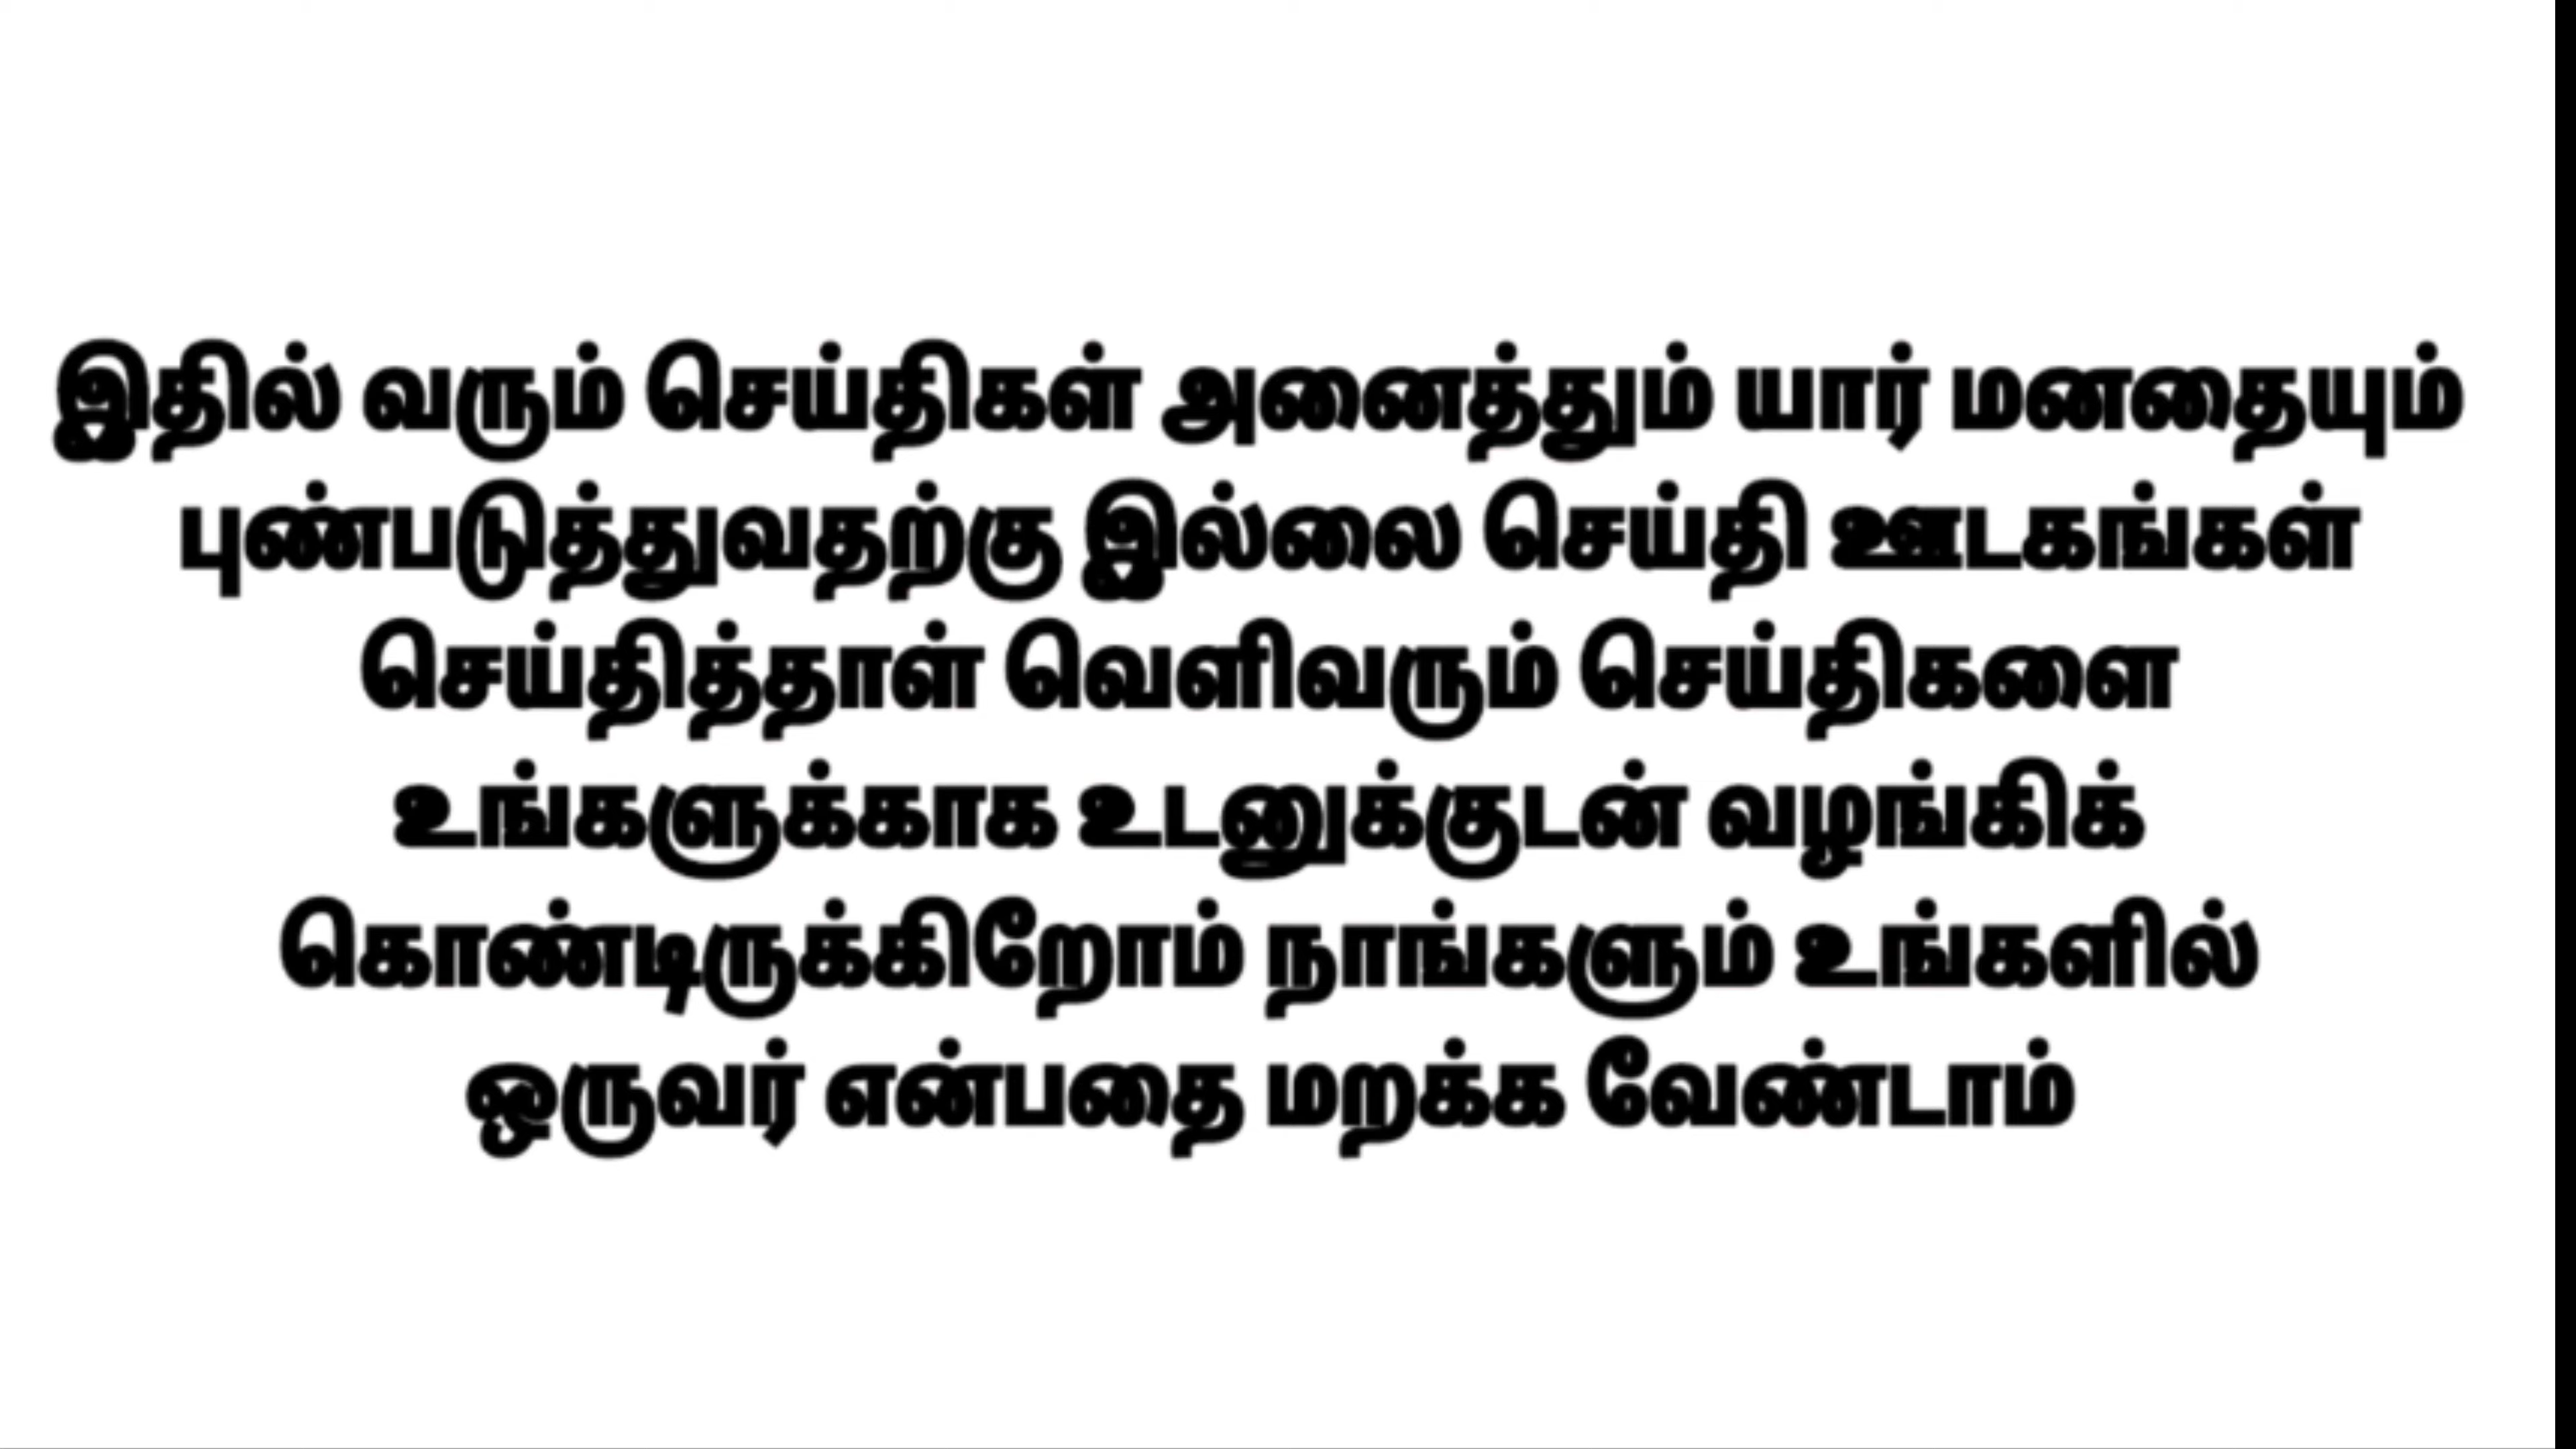 இதில் வரும் செய்திகள் அனைத்தும் யார் மனதையும்
புண்படுத்துவதற்கு இல்லை செய்தி ஊடகங்கள்
செய்தித்தாள் வெளிவரும் செய்திகளை
உங்களுக்காக உடனுக்குடன் வழங்கிக்
கொண்டிருக்கிறோம் நாங்களும் உங்களில்
ஒருவர் என்பதை மறக்க வேண்டாம்